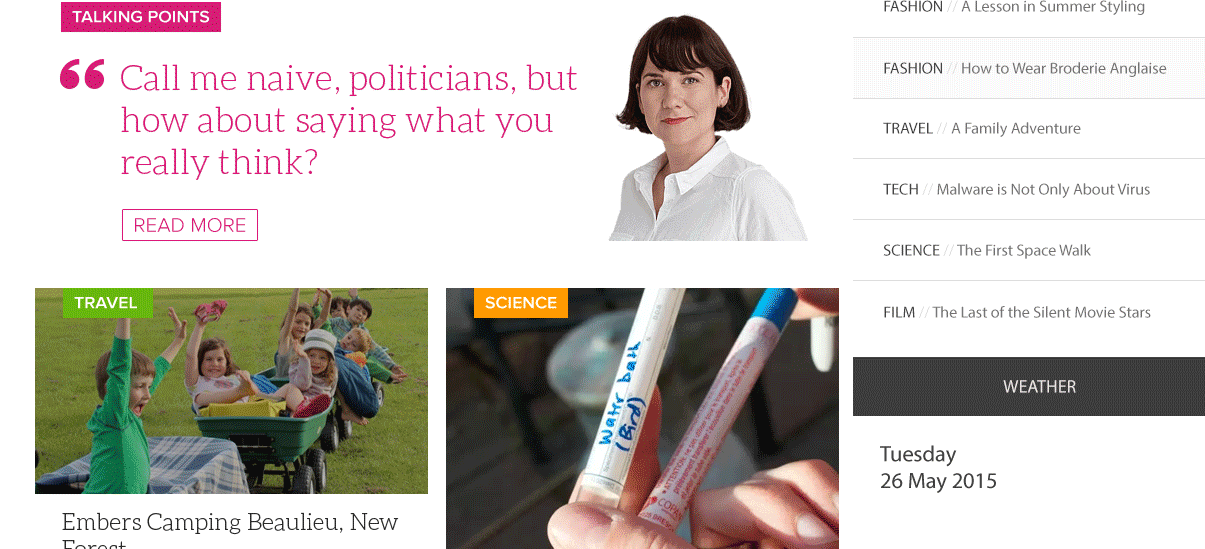 TALKING POINTS
Call me naive, politicians, but
how about saying what you
really think?
READ MORE
TRAVEL
Embers Camping Beaulieu, New
Forest
SCIENCE
Water bath
FASHION // A Lesson in Summer Styling
FASHION // How to Wear Broderie Anglaise
TRAVEL // A Family Adventure
TECH // Malware is Not Only About Virus
SCIENCE // The First Space Walk
FILM // The Last of the Silent Movie Stars
WEATHER
Tuesday
26 May 2015